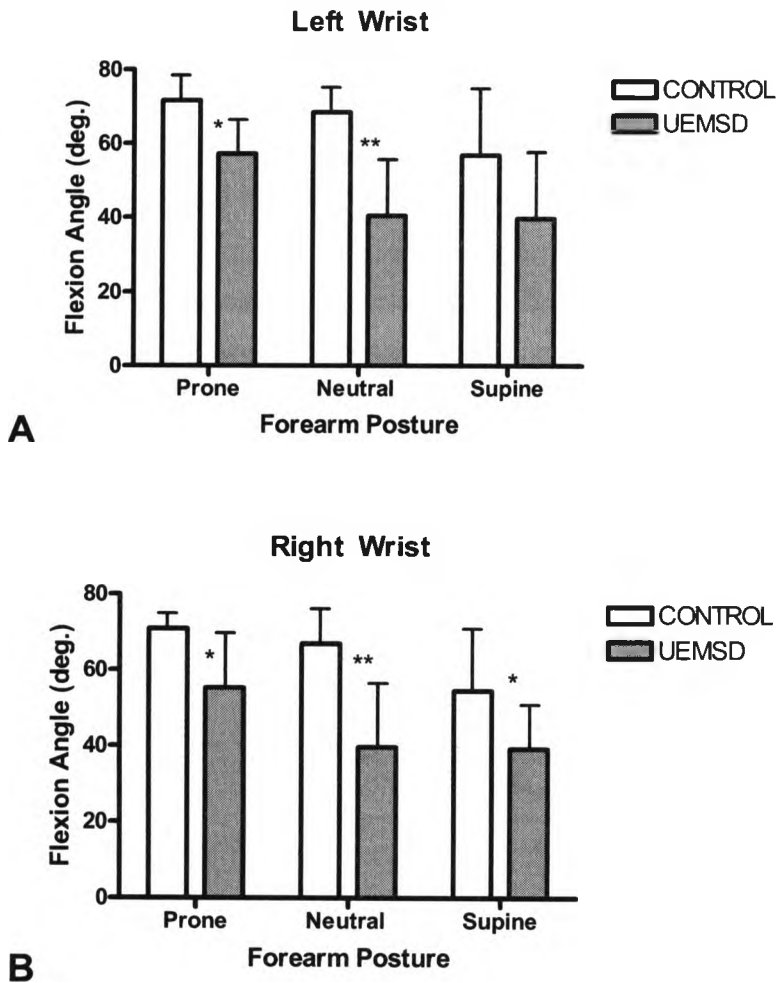 Left Wrist
80
60
40
20
0
Flexion Angle (deg.)
*
**
CONTROL
UEMSD
Prone Neutral Supine
Forearm Posture
A
Right Wrist
80
60
40
20
0
Flexion Angle (deg.)
*
**
*
CONTROL
UEMSD
Prone Neutral Supine
Forearm Posture
B